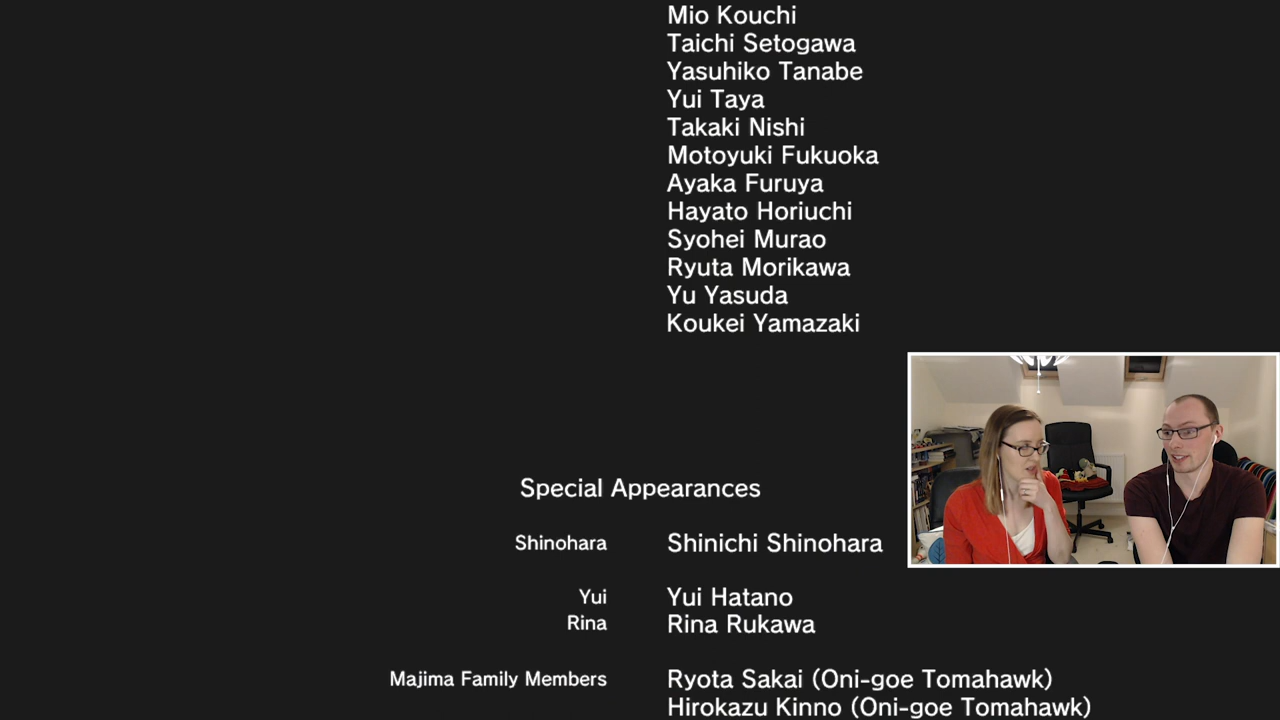 Mio Kouchi
Taichi Setogawa
Yasuhiko Tanabe
Yui Taya
Takaki Nishi
Motoyuki Fukuoka
Ayaka Furuya
Hayato Horiuchi
Syohei Murao
Ryuta Morikawa
Yu Yasuda
Koukei Yamazaki
Special Appearances
Shinohara Shinichi Shinohara
Yui Yui Hatano
Rina Rina Rukawa
Majima Family Members Ryota Sakai (Oni-goe Tomahawk)
Hirokazu Kinno (Oni-goe Tomahawk)